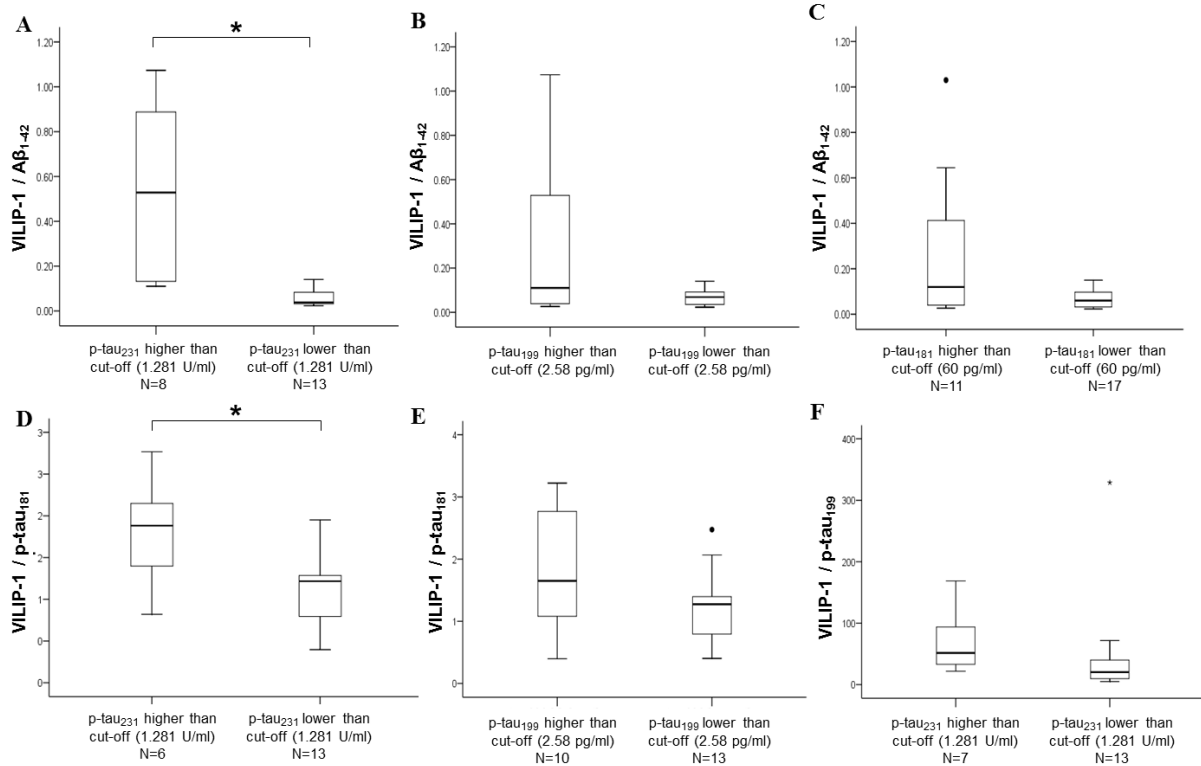 A
*
1.20
1.00
0.80
0.60
0.40
0.20
0.00
VILIP-1 / Aβ1-42
p-tau231 higher than
cut-off (1.281 U/ml)
N=8
p-tau231 lower than
cut-off (1.281 U/ml)
N=13
B
1.20
1.00
0.80
0.60
0.40
0.20
0.00
VILIP-1 / Aβ1-42
p-tau199 higher than
cut-off (2.58 pg/ml)
p-tau199 lower than
cut-off (2.58 pg/ml)
C
1.20
1.00
0.80
0.60
0.40
0.20
0.00
VILIP-1 / Aβ1-42
p-tau181 higher than
cut-off (60 pg/ml)
N=11
p-tau181 lower than
cut-off (60 pg/ml)
N=17
D
*
3
3
2
2
1
0
0
VILIP-1 / p-tau181
p-tau231 higher than
cut-off (1.281 U/ml)
N=6
p-tau231 lower than
cut-off (1.281 U/ml)
N=13
E
4
3
2
1
0
VILIP-1 / p-tau181
p-tau199 higher than
cut-off (2.58 pg/ml)
N=10
p-tau199 lower than
cut-off (2.58 pg/ml)
N=13
F
400
300
200
100
0
*
VILIP-1 / p-tau199
p-tau231 higher than
cut-off (1.281 U/ml)
N=7
p-tau231 lower than
cut-off (1.281 U/ml)
N=13